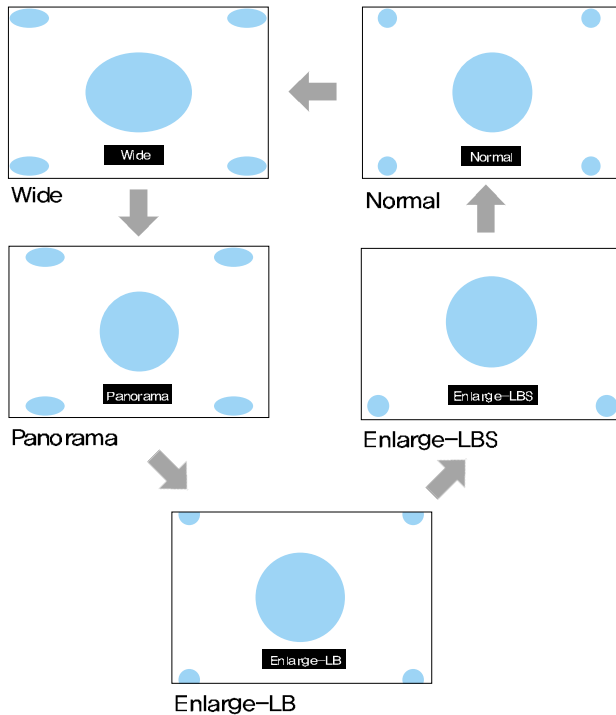 Wide
Normal
Wide
Normal
Panorama
Enlarge-LBS
Panorama
Enlarge-LBS
Enlarge-LB
Enlarge-LB